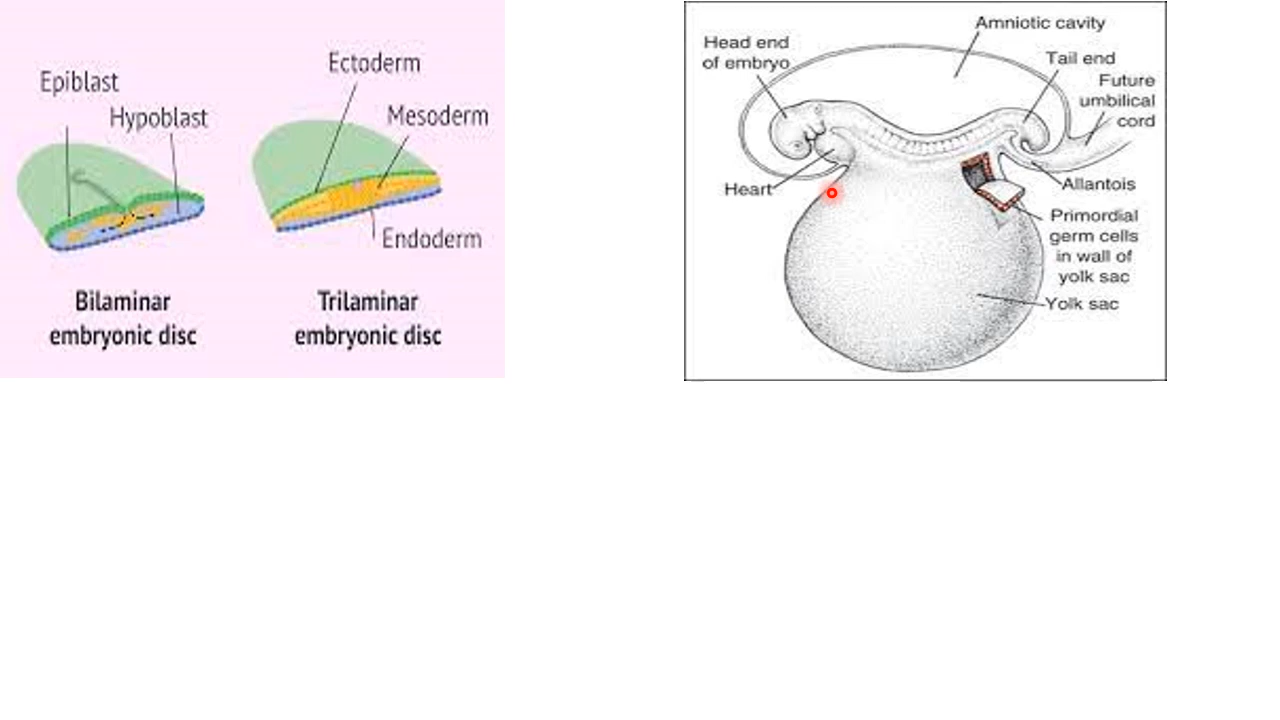 Epiblast
Hypoblast
Bilaminar
embryonic disc
Ectoderm
Mesoderm
Endoderm
Trilaminar
embryonic disc
Amniotic cavity
Head end
of embryo
Tail end
Future
umbilical
cord
Heart
Allantois
Primordial
germ cells
in wall of
yolk sac
Yolk sac